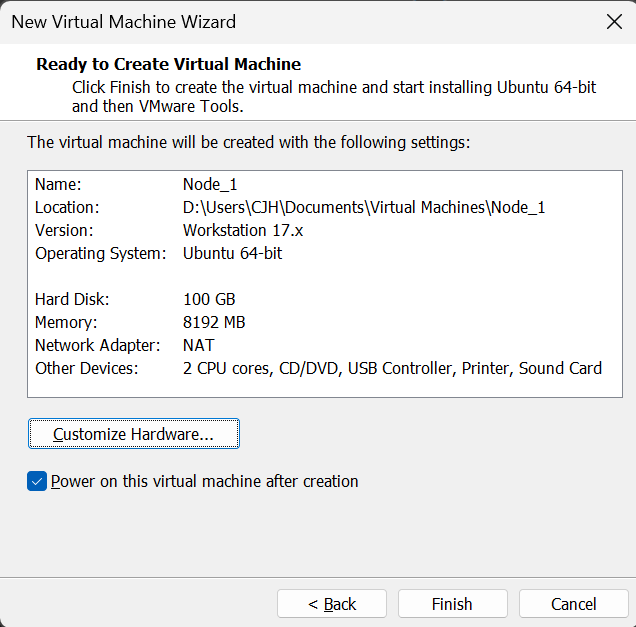 New Virtual Machine Wizard
Ready to Create Virtual Machine
Click Finish to create the virtual machine and start installing Ubuntu 64-bit
and then VMware Tools.
The virtual machine will be created with the following settings:
Name: Node_1
Location: D:\Users\CJH\Documents\Virtual Machines\Node_1
Version: Workstation 17.x
Operating System: Ubuntu 64-bit
Hard Disk: 100 GB
Memory: 8192 MB
Network Adapter: NAT
Other Devices: 2 CPU cores, CD/DVD, USB Controller, Printer, Sound Card
Customize Hardware...
Power on this virtual machine after creation
< Back Finish Cancel